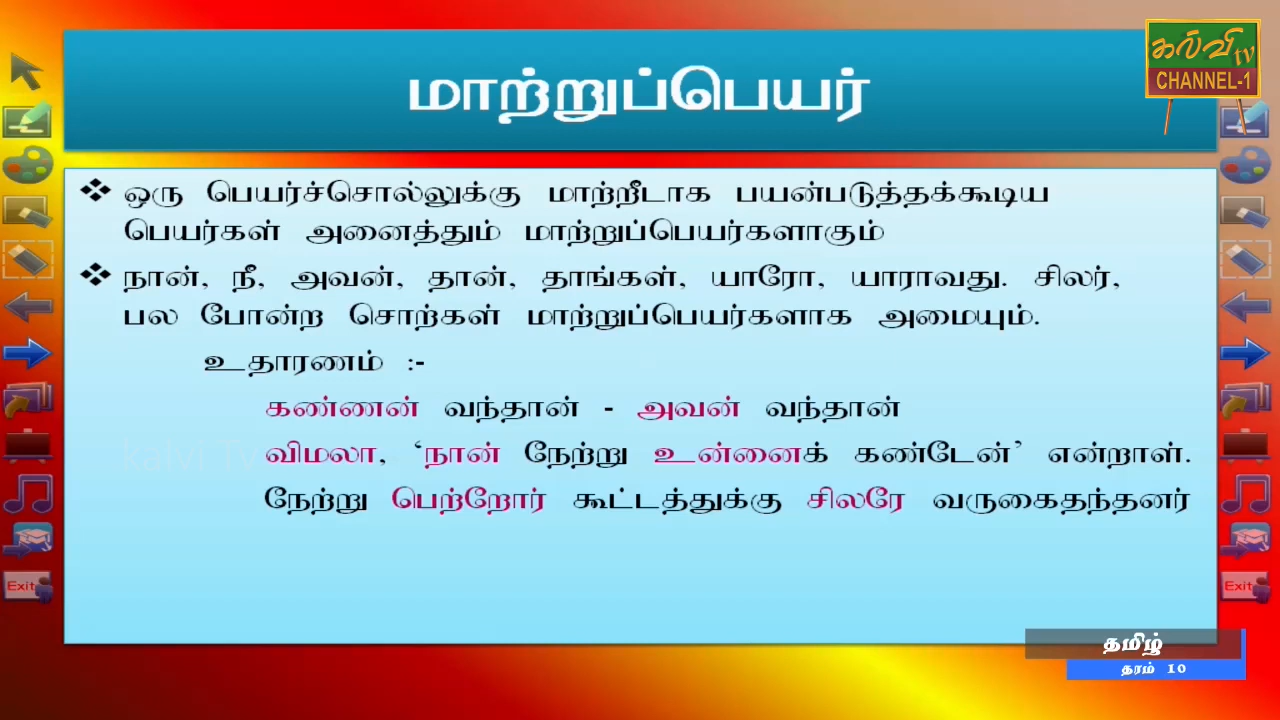 கல்வி tv
CHANNEL-1
மாற்றுப்பெயர்
❖ ஒரு பெயர்ச்சொல்லுக்கு மாற்றீடாக பயன்படுத்தக்கூடிய
பெயர்கள் அனைத்தும் மாற்றுப்பெயர்களாகும்
❖ நான், நீ, அவன், தான், தாங்கள், யாரோ, யாராவது. சிலர்,
பல போன்ற சொற்கள் மாற்றுப்பெயர்களாக அமையும்.
உதாரணம் :-
கண்ணன் வந்தான் - அவன் வந்தான்
kalvi Tv
விமலா, ‘நான் நேற்று உன்னைக் கண்டேன்’ என்றாள்.
நேற்று பெற்றோர் கூட்டத்துக்கு சிலரே வருகைதந்தனர்
Exit
Exit
தமிழ்
தரம் 10